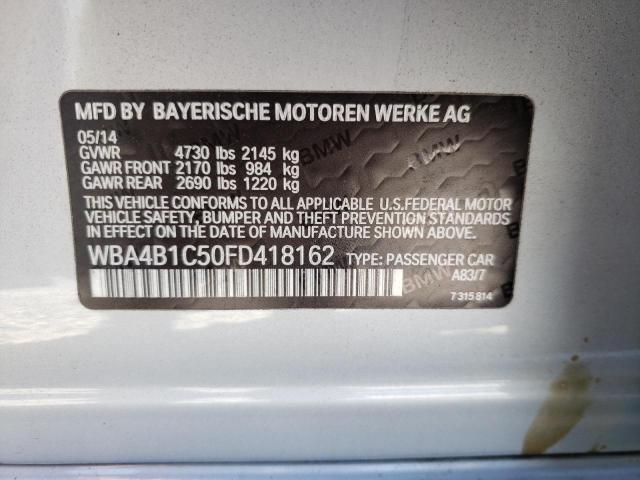 MFD BY BAYERISCHE MOTOREN WERKE AG
05/14
GVWR 4730 lbs 2145 kg
GAWR FRONT 2170 lbs 984 kg
GAWR REAR 2690 lbs 1220 kg
THIS VEHICLE CONFORMS TO ALL APPLICABLE U.S.FEDERAL MOTOR
VEHICLE SAFETY, BUMPER AND THEFT PREVENTION STANDARDS
IN EFFECT ON THE DATE OF MANUFACTURE SHOWN ABOVE.
WBA4B1C50FD418162 TYPE: PASSENGER CAR
A83/7
7 315 814
BMW
BMW
BMW